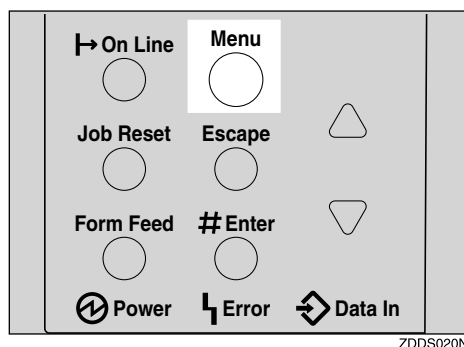 On Line Menu
Job Reset Escape
Form Feed # Enter
Power Error Data In
ZDDS020N